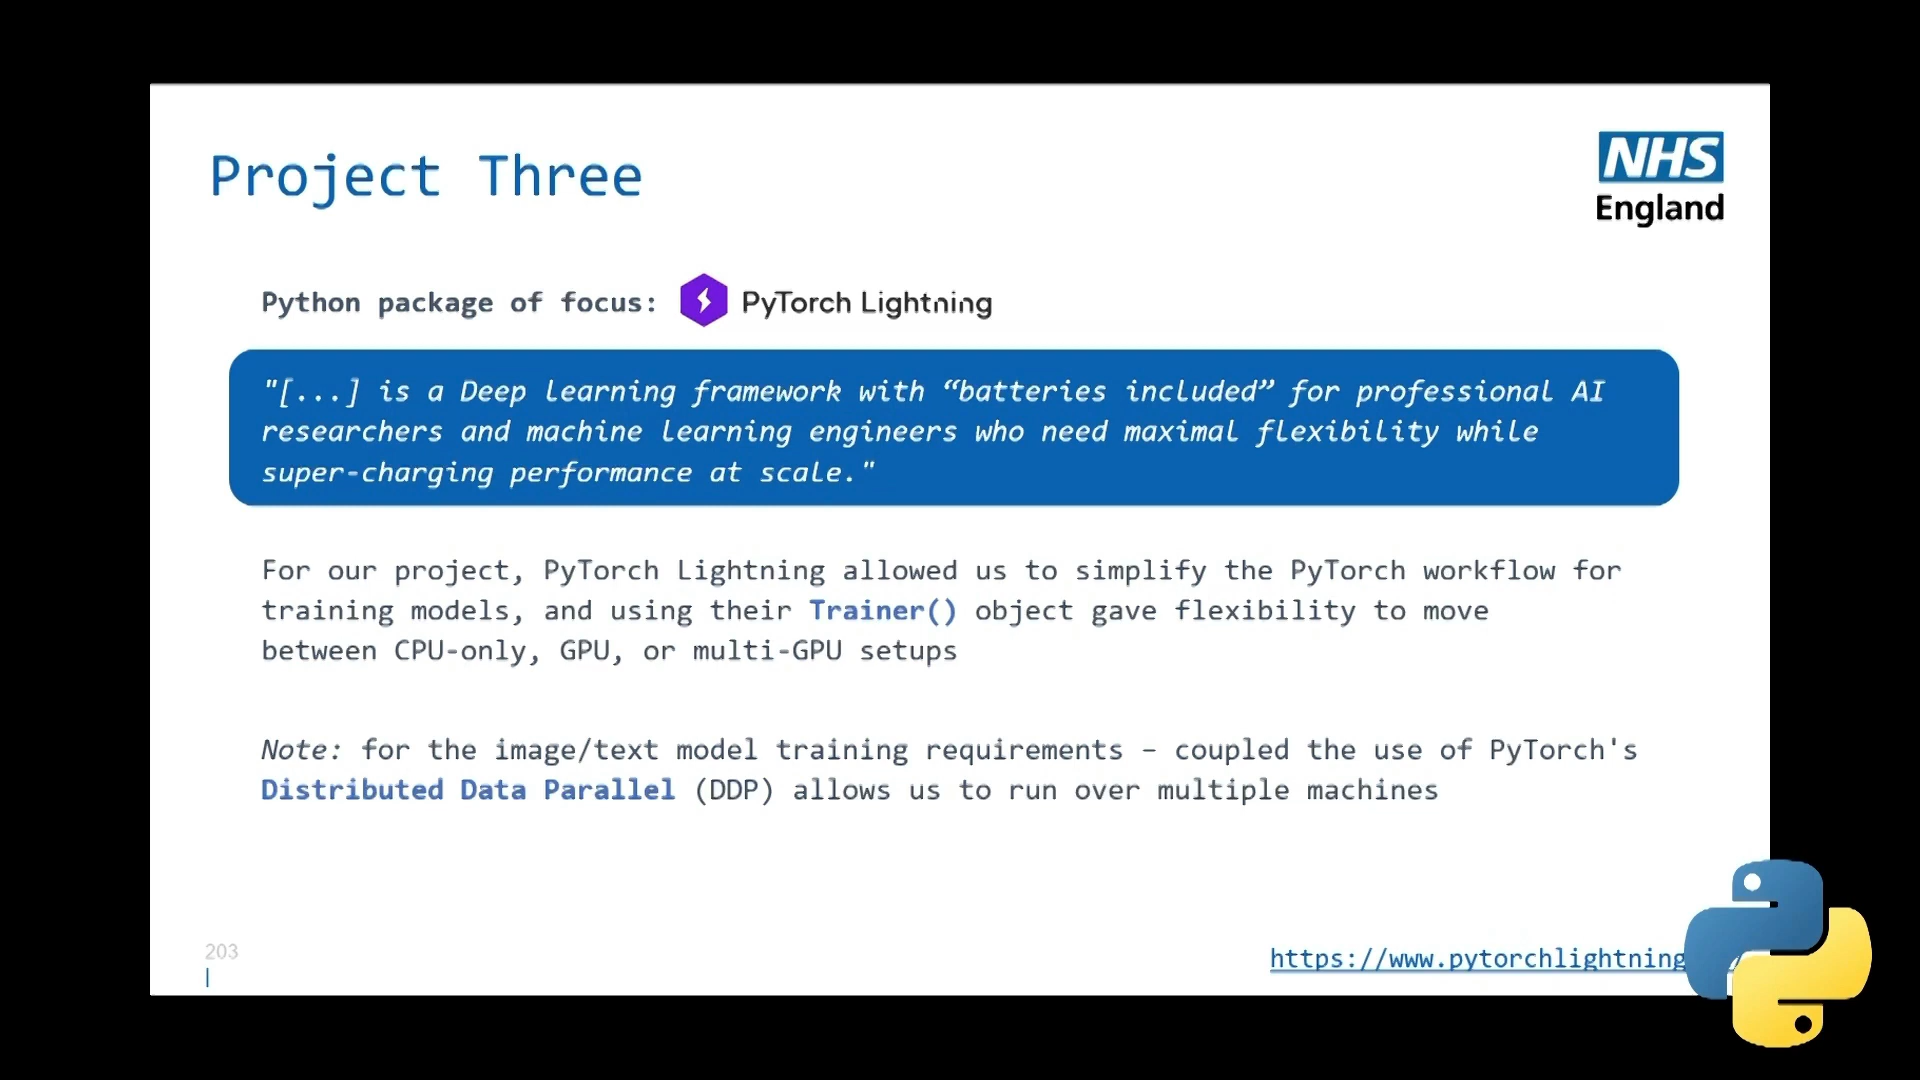 Project Three
NHS
England
Python package of focus:
PyTorch Lightning
"[...] is a Deep learning framework with “batteries included” for professional AI
researchers and machine learning engineers who need maximal flexibility while
super-charging performance at scale."
For our project, PyTorch Lightning allowed us to simplify the PyTorch workflow for
training models, and using their Trainer() object gave flexibility to move
between CPU-only, GPU, or multi-GPU setups
Note: for the image/text model training requirements – coupled the use of PyTorch's
Distributed Data Parallel (DDP) allows us to run over multiple machines
203
|
https://www.pytorchlightning